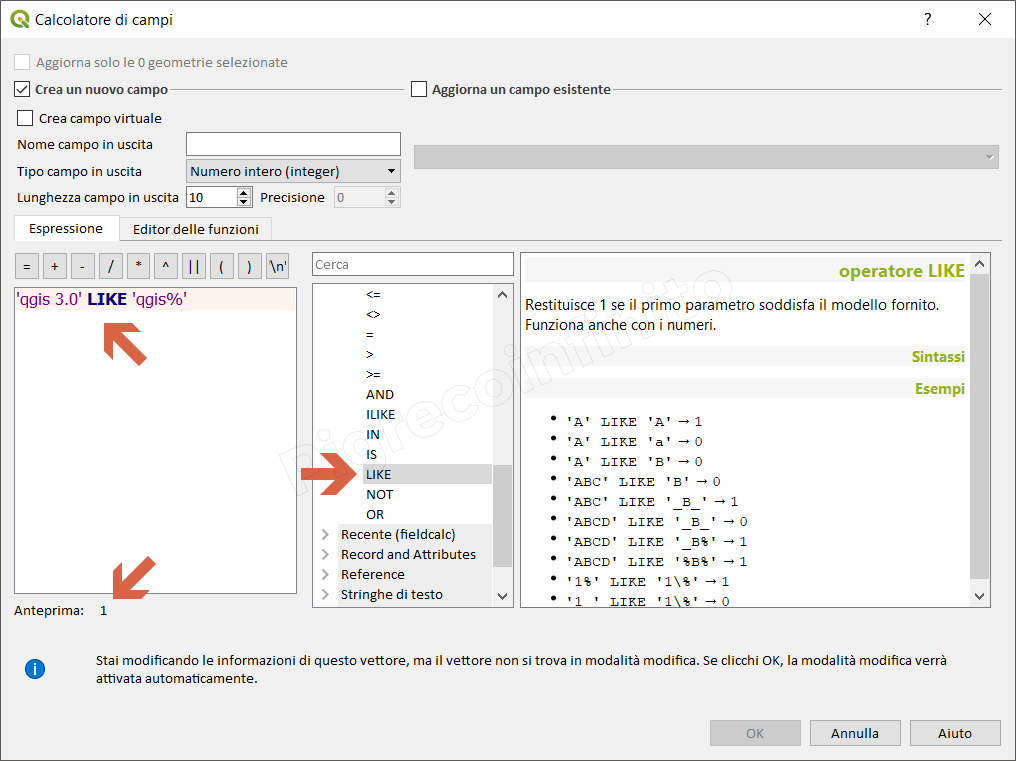 Calcolatore di campi
?
Aggiorna solo le 0 geometrie selezionate
Crea un nuovo campo
Aggiorna un campo esistente
Crea campo virtuale
Nome campo in uscita
Tipo campo in uscita
Numero intero (integer)
Lunghezza campo in uscita
10
Precisione
0
Espressione
Editor delle funzioni
= + - / * ^ || ( ) \n'
'qgis 3.0' LIKE 'qgis%'
Anteprima: 1
Cerca
<=
<>
=
>
>=
AND
ILIKE
IN
IS
LIKE
NOT
OR
Recente (fieldcalc)
Record and Attributes
Reference
Stringhe di testo
operatore LIKE
Restituisce 1 se il primo parametro soddisfa il modello fornito.
Funziona anche con i numeri.
Sintassi
Esempi
• 'A' LIKE 'A' → 1
• 'A' LIKE 'a' → 0
• 'A' LIKE 'B' → 0
• 'ABC' LIKE 'B' → 0
• 'ABC' LIKE '_B_' → 1
• 'ABCD' LIKE '_B_' → 0
• 'ABCD' LIKE '_B%' → 1
• 'ABCD' LIKE '%B%' → 1
• '1%' LIKE '1\%' → 1
• '1_' LIKE '1\%' → 0
Pigrecoinfinito
i
Stai modificando le informazioni di questo vettore, ma il vettore non si trova in modalità modifica. Se clicchi OK, la modalità modifica verrà
attivata automaticamente.
OK
Annulla
Aiuto